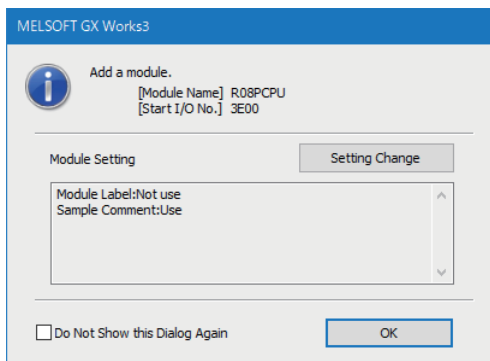 MELSOFT GX Works3
Add a module.
[Module Name] R08PCPU
[Start I/O No.] 3E00
Module Setting
Setting Change
Module Label:Not use
Sample Comment:Use
Do Not Show this Dialog Again
OK